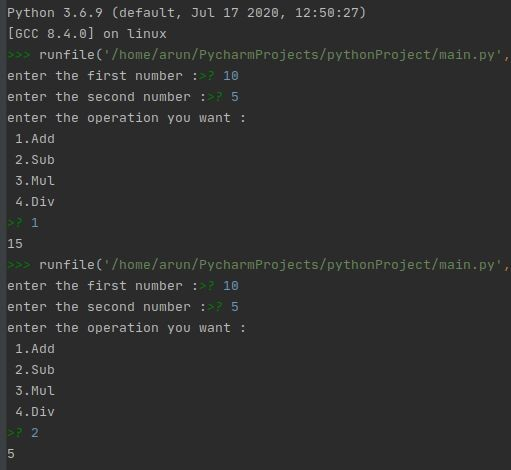 Python 3.6.9 (default, Jul 17 2020, 12:50:27)
[GCC 8.4.0] on linux
>>> runfile('/home/arun/PycharmProjects/pythonProject/main.py',
enter the first number :>? 10
enter the second number :>? 5
enter the operation you want :
 1.Add
 2.Sub
 3.Mul
 4.Div
>? 1
15
>>> runfile('/home/arun/PycharmProjects/pythonProject/main.py',
enter the first number :>? 10
enter the second number :>? 5
enter the operation you want :
 1.Add
 2.Sub
 3.Mul
 4.Div
>? 2
5